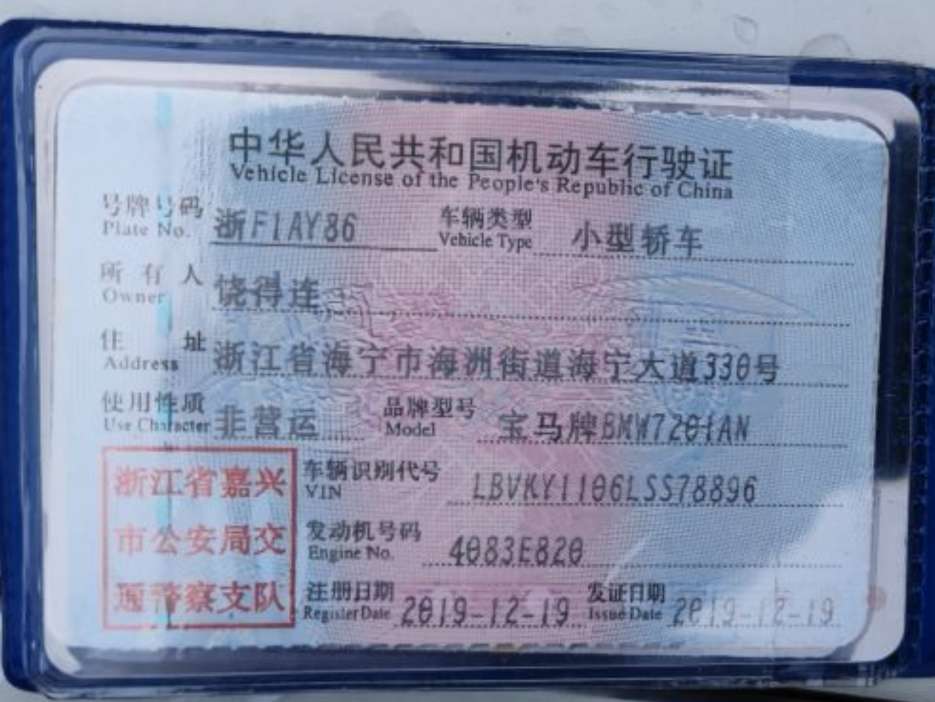 中华人民共和国机动车行驶证
Vehicle License of the People's Republic of China
号牌号码 浙F1AY86 车辆类型 小型轿车
Plate No. Vehicle Type
所有人 饶得连
Owner
住址 浙江省海宁市海洲街道海宁大道330号
Address
使用性质 非营运 品牌型号 宝马牌BMW7201AN
Use Character Model
浙江省嘉兴 车辆识别代号 LBVKY1106LSS78896
VIN
市公安局交 发动机号码 4083E820
Engine No.
通警察支队 注册日期 2019-12-19 发证日期 2019-12-19
Register Date Issue Date